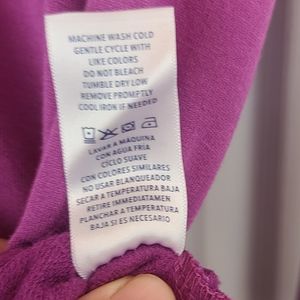 MACHINE WASH COLD
GENTLE CYCLE WITH
LIKE COLORS
DO NOT BLEACH
TUMBLE DRY LOW
REMOVE PROMPTLY
COOL IRON IF NEEDED
LAVAR A MAQUINA
CON AGUA FRIA
CICLO SUAVE
CON COLORES SIMILARES
NO USAR BLANQUEADOR
SECAR A TEMPERATURA BAJA
RETIRE IMMEDIATAMEN
PLANCHAR A TEMPERATURA
BAJA SI ES NECESARIO